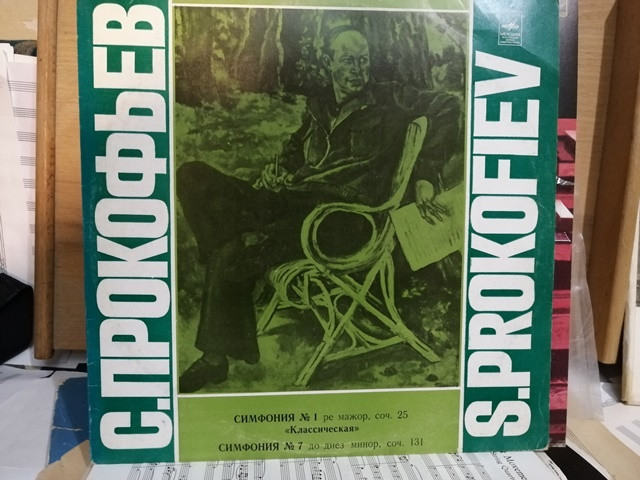 С.ПРОКОФЬЕВ
S.PROKOFIEV
СИМФОНИЯ № 1 ре мажор, соч. 25
«Классическая»
СИМФОНИЯ № 7 до диез минор, соч. 131